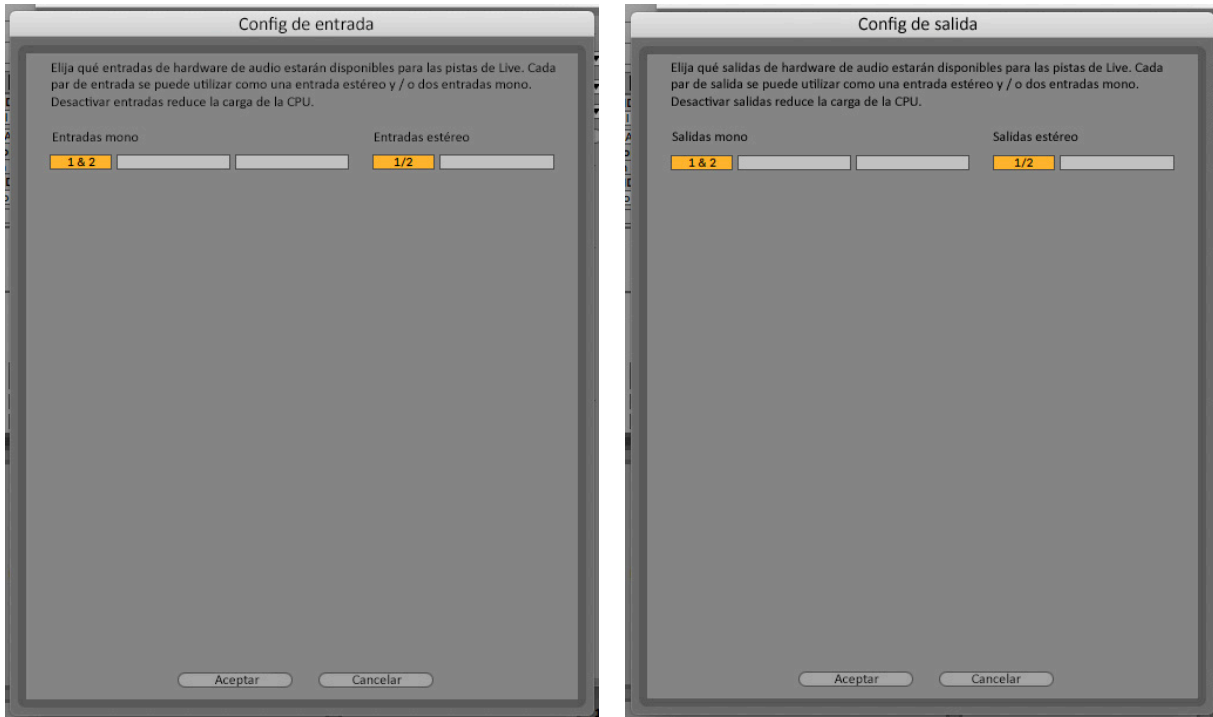 Config de entrada
Elija qué entradas de hardware de audio estarán disponibles para las pistas de Live. Cada
par de entrada se puede utilizar como una entrada estéreo y / o dos entradas mono.
Desactivar entradas reduce la carga de la CPU.
Entradas mono Entradas estéreo
1 & 2 1/2
Aceptar Cancelar
Config de salida
Elija qué salidas de hardware de audio estarán disponibles para las pistas de Live. Cada
par de salida se puede utilizar como una entrada estéreo y / o dos entradas mono.
Desactivar salidas reduce la carga de la CPU.
Salidas mono Salidas estéreo
1 & 2 1/2
Aceptar Cancelar